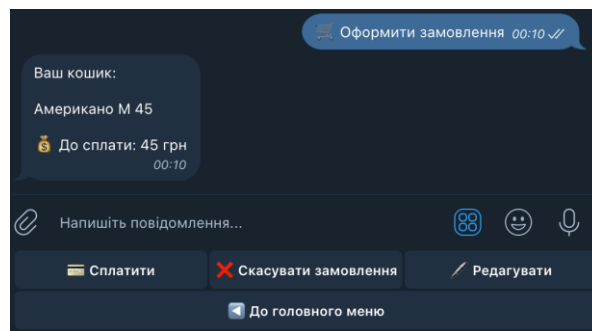 🛒 Оформити замовлення 00:10
Ваш кошик:
Американо М 45
💰 До сплати: 45 грн
00:10
Напишіть повідомлення...
💳 Сплатити ❌ Скасувати замовлення 🖊 Редагувати
◀ До головного меню